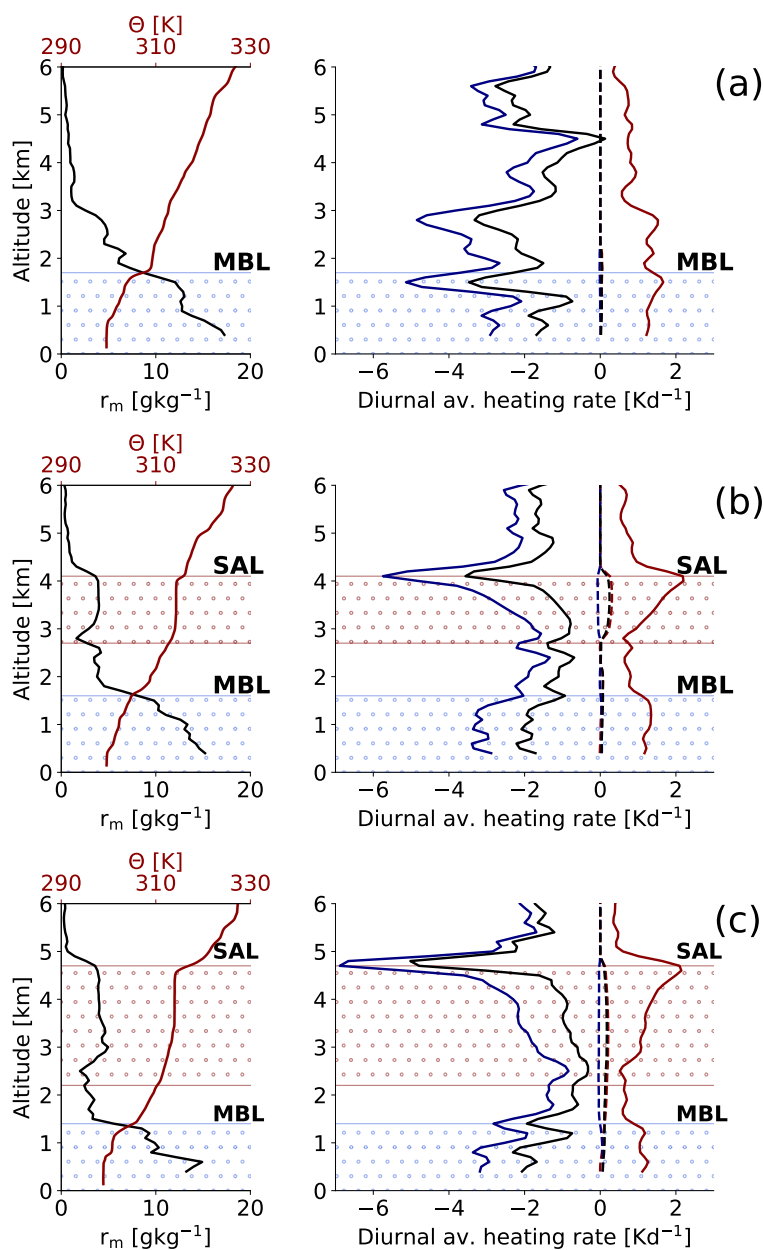 Θ [K]
290 310 330
6
5
4
3
2
1
0
Altitude [km]
MBL
0 10 20
r_m [gkg⁻¹]
(a)
6
5
4
3
2
1
0
MBL
−6 −4 −2 0 2
Diurnal av. heating rate [Kd⁻¹]
Θ [K]
290 310 330
6
5
4
3
2
1
0
Altitude [km]
SAL
MBL
0 10 20
r_m [gkg⁻¹]
(b)
6
5
4
3
2
1
0
SAL
MBL
−6 −4 −2 0 2
Diurnal av. heating rate [Kd⁻¹]
Θ [K]
290 310 330
6
5
4
3
2
1
0
Altitude [km]
SAL
MBL
0 10 20
r_m [gkg⁻¹]
(c)
6
5
4
3
2
1
0
SAL
MBL
−6 −4 −2 0 2
Diurnal av. heating rate [Kd⁻¹]